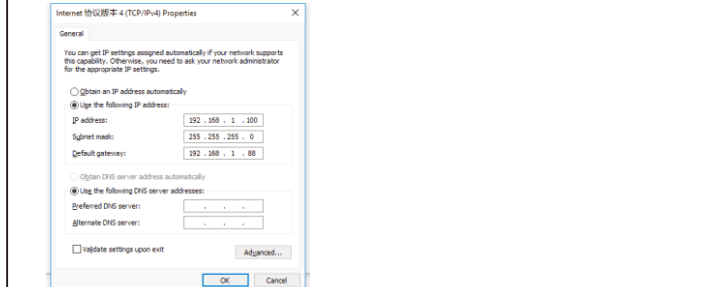 Internet 协议版本 4 (TCP/IPv4) Properties
General
You can get IP settings assigned automatically if your network supports
this capability. Otherwise, you need to ask your network administrator
for the appropriate IP settings.
Obtain an IP address automatically
Use the following IP address:
IP address: 192 . 168 . 1 . 100
Subnet mask: 255 . 255 . 255 . 0
Default gateway: 192 . 168 . 1 . 88
Obtain DNS server address automatically
Use the following DNS server addresses:
Preferred DNS server: . . .
Alternate DNS server: . . .
Validate settings upon exit
Advanced...
OK Cancel